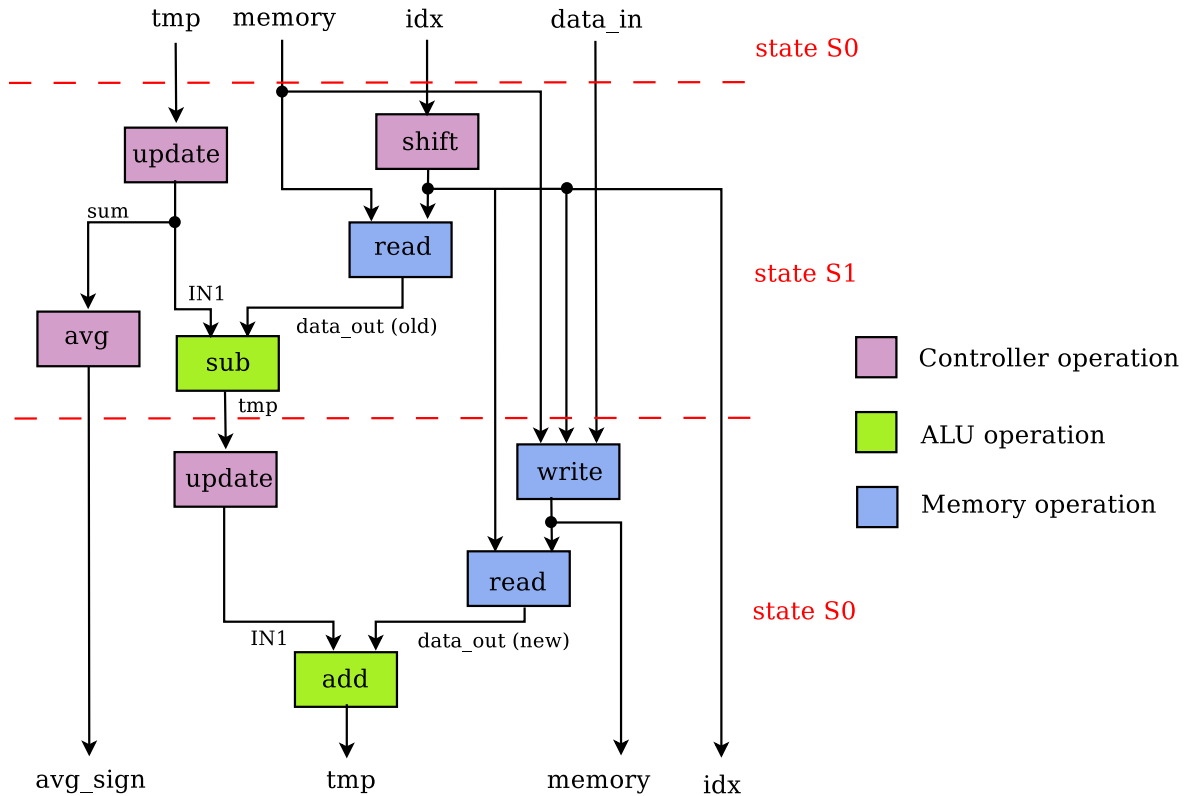 tmp
memory
idx
data_in
state S0
shift
update
sum
read
state S1
IN1
data_out (old)
avg
sub
Controller operation
tmp
ALU operation
update
write
Memory operation
read
state S0
IN1
data_out (new)
add
avg_sign
tmp
memory
idx